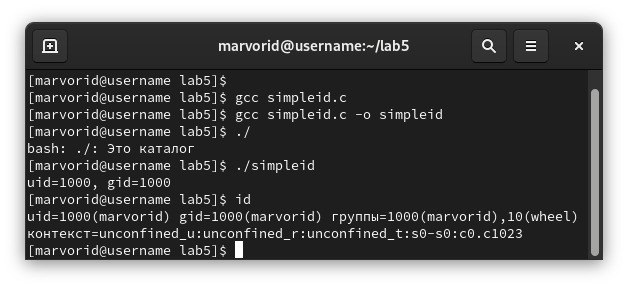 marvorid@username:~/lab5
[marvorid@username lab5]$
[marvorid@username lab5]$ gcc simpleid.c
[marvorid@username lab5]$ gcc simpleid.c -o simpleid
[marvorid@username lab5]$ ./
bash: ./: Это каталог
[marvorid@username lab5]$ ./simpleid
uid=1000, gid=1000
[marvorid@username lab5]$ id
uid=1000(marvorid) gid=1000(marvorid) группы=1000(marvorid),10(wheel)
контекст=unconfined_u:unconfined_r:unconfined_t:s0-s0:c0.c1023
[marvorid@username lab5]$